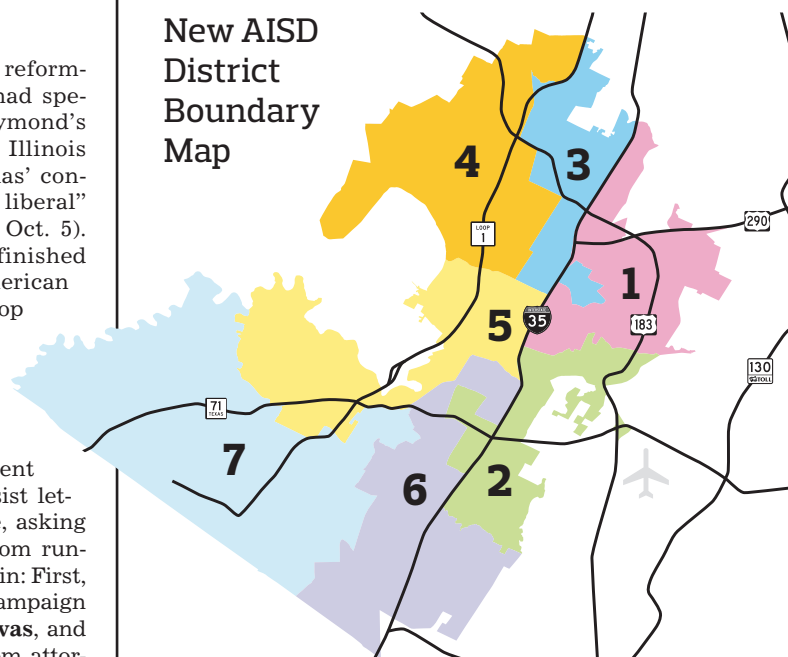 reform-
had spe-
ymond's
Illinois
as' con-
liberal”
Oct. 5).
finished
erican
op
ent
ist let-
e, asking
om run-
in: First,
ampaign
vas, and
m attor-
New AISD
District
Boundary
Map
4
3
LOOP
1
290
1
5
35
183
130
TOLL
71
TEXAS
7
6
2